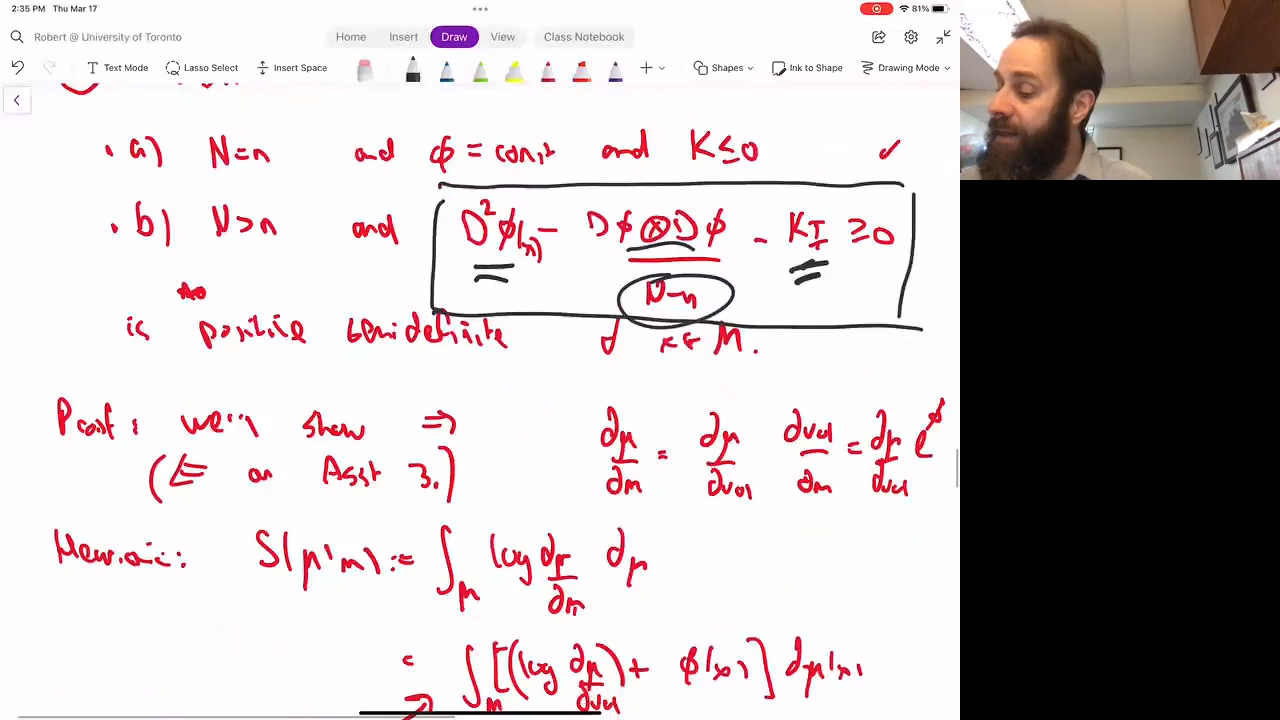 2:35 PM Thu Mar 17
81%
Robert @ University of Toronto
Home Insert Draw View Class Notebook
Text Mode Lasso Select Insert Space Shapes Ink to Shape Drawing Mode
a) N=n and ϕ = const and K≤0 ✓
b) N>n and D²ϕ(x) - Dϕ⊗Dϕ/(N-n) - KI ≥0
is positive semidefinite ∀ x∈M.
Proof: we'll show ⇒ dμ/dm = dμ/dvol dvol/dm = dμ/dvol e^ϕ
(⇐ on Asst 3.)
Heuristic: S(μ|m) := ∫_M log dμ/dm dμ
= ∫_M [(log dμ/dvol) + ϕ(x)] dμ(x)